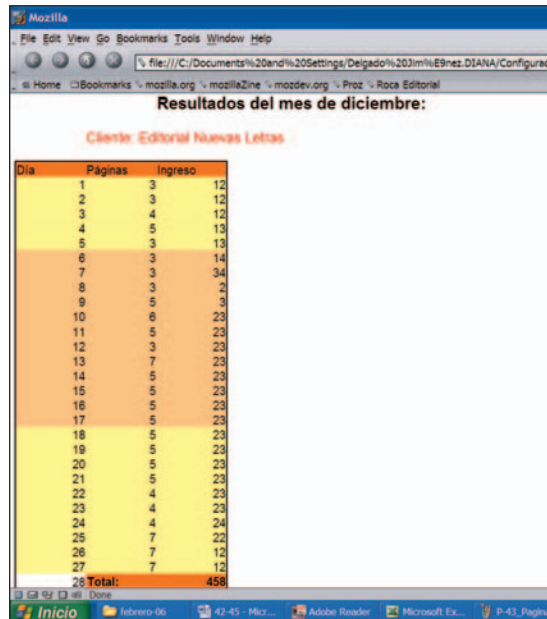 Mozilla
File Edit View Go Bookmarks Tools Window Help
file:///C:/Documents%20and%20Settings/Delgado%20Jim%E9nez.DIANA/Configurac
Home Bookmarks mozilla.org mozillaZine mozdev.org Proz Roca Editorial
Resultados del mes de diciembre:
Cliente: Editorial Nuevas Letras
Día Páginas Ingreso
1 3 12
2 3 12
3 4 12
4 5 13
5 3 13
6 3 14
7 3 34
8 3 2
9 5 3
10 6 23
11 5 23
12 3 23
13 7 23
14 5 23
15 5 23
16 5 23
17 5 23
18 5 23
19 5 23
20 5 23
21 5 23
22 4 23
23 4 23
24 4 24
25 7 22
26 7 12
27 7 12
28 Total: 458
Done
Inicio febrero-06 42-45 - Micr... Adobe Reader Microsoft Ex... P-43_Pagina